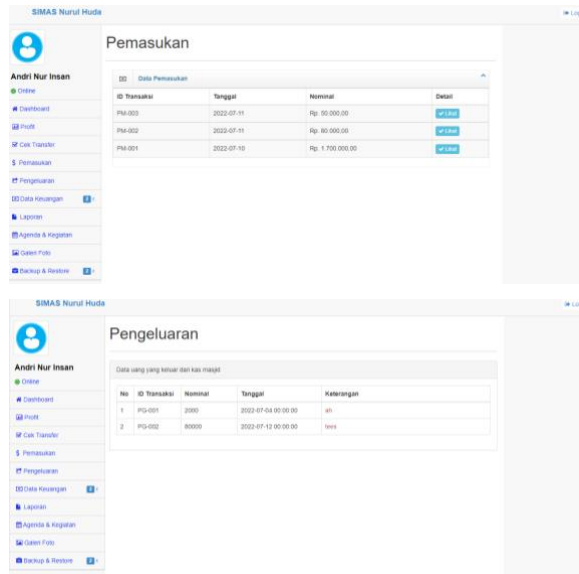 SIMAS Nurul Huda
Pemasukan
Andri Nur Insan
Online
Data Pemasukan
ID Transaksi Tanggal Nominal Detail
PM-003 2022-07-11 Rp. 50.000,00 Lihat
PM-002 2022-07-11 Rp. 60.000,00 Lihat
PM-001 2022-07-10 Rp. 1.700.000,00 Lihat
Dashboard
Profil
Cek Transfer
Pemasukan
Pengeluaran
Data Keuangan 2
Laporan
Agenda & Kegiatan
Galeri Foto
Backup & Restore 2
SIMAS Nurul Huda
Pengeluaran
Andri Nur Insan
Online
Data uang yang keluar dari kas masjid
No ID Transaksi Nominal Tanggal Keterangan
1 PG-001 2000 2022-07-04 00:00:00 ah
2 PG-002 80000 2022-07-12 00:00:00
Dashboard
Profil
Cek Transfer
Pemasukan
Pengeluaran
Data Keuangan 2
Laporan
Agenda & Kegiatan
Galeri Foto
Backup & Restore 2